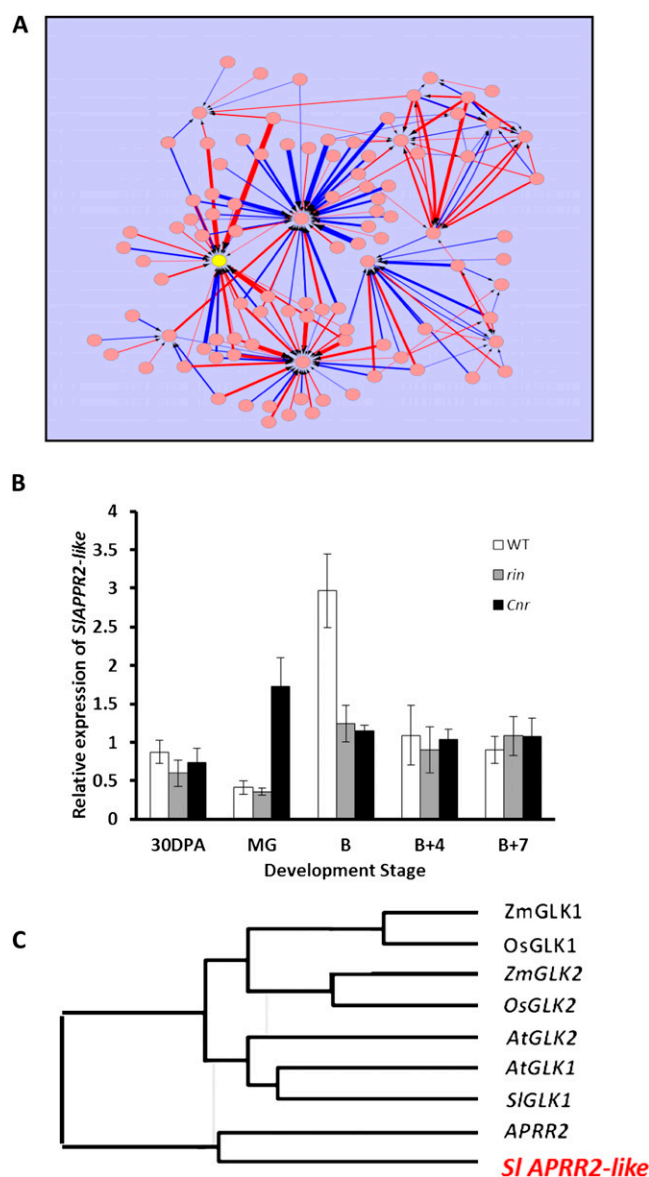 A
B
Relative expression of SlAPPR2-like
4
3.5
3
2.5
2
1.5
1
0.5
0
WT
rin
Cnr
30DPA MG B B+4 B+7
Development Stage
C
ZmGLK1
OsGLK1
ZmGLK2
OsGLK2
AtGLK2
AtGLK1
SlGLK1
APRR2
Sl APRR2-like